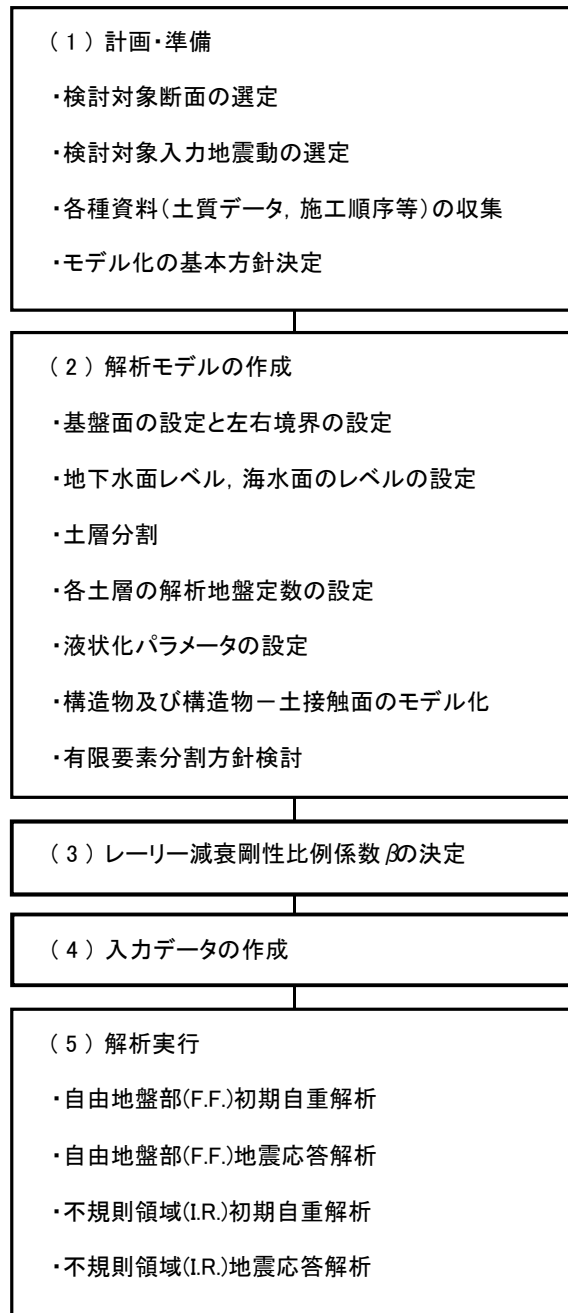 (1) 計画・準備
・検討対象断面の選定
・検討対象入力地震動の選定
・各種資料(土質データ, 施工順序等)の収集
・モデル化の基本方針決定
(2) 解析モデルの作成
・基盤面の設定と左右境界の設定
・地下水面レベル, 海水面のレベルの設定
・土層分割
・各土層の解析地盤定数の設定
・液状化パラメータの設定
・構造物及び構造物－土接触面のモデル化
・有限要素分割方針検討
(3) レーリー減衰剛性比例係数βの決定
(4) 入力データの作成
(5) 解析実行
・自由地盤部(F.F.)初期自重解析
・自由地盤部(F.F.)地震応答解析
・不規則領域(I.R.)初期自重解析
・不規則領域(I.R.)地震応答解析